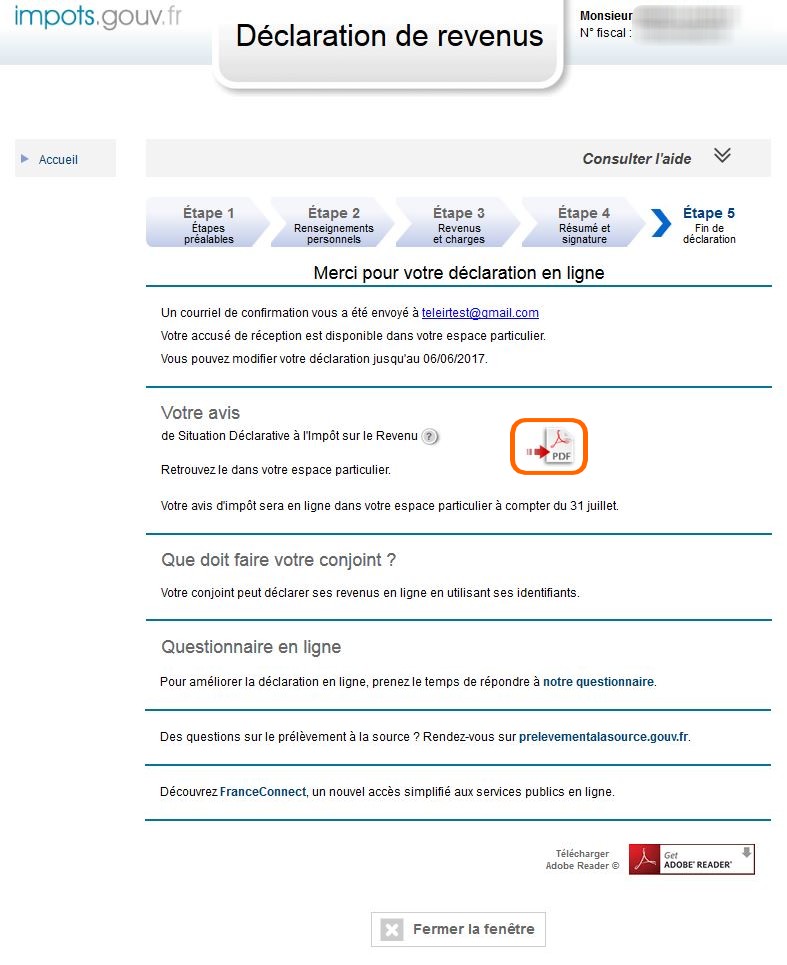 impots.gouv.fr
Déclaration de revenus
Monsieur
N° fiscal :
Accueil
Consulter l'aide
Étape 1
Étapes
préalables
Étape 2
Renseignements
personnels
Étape 3
Revenus
et charges
Étape 4
Résumé et
signature
Étape 5
Fin de
déclaration
Merci pour votre déclaration en ligne
Un courriel de confirmation vous a été envoyé à teleirtest@gmail.com
Votre accusé de réception est disponible dans votre espace particulier.
Vous pouvez modifier votre déclaration jusqu'au 06/06/2017.
Votre avis
de Situation Déclarative à l'Impôt sur le Revenu ?
PDF
Retrouvez le dans votre espace particulier.
Votre avis d'impôt sera en ligne dans votre espace particulier à compter du 31 juillet.
Que doit faire votre conjoint ?
Votre conjoint peut déclarer ses revenus en ligne en utilisant ses identifiants.
Questionnaire en ligne
Pour améliorer la déclaration en ligne, prenez le temps de répondre à notre questionnaire.
Des questions sur le prélèvement à la source ? Rendez-vous sur prelevementalasource.gouv.fr.
Découvrez FranceConnect, un nouvel accès simplifié aux services publics en ligne.
Télécharger
Adobe Reader ©
Get
ADOBE® READER®
Fermer la fenêtre